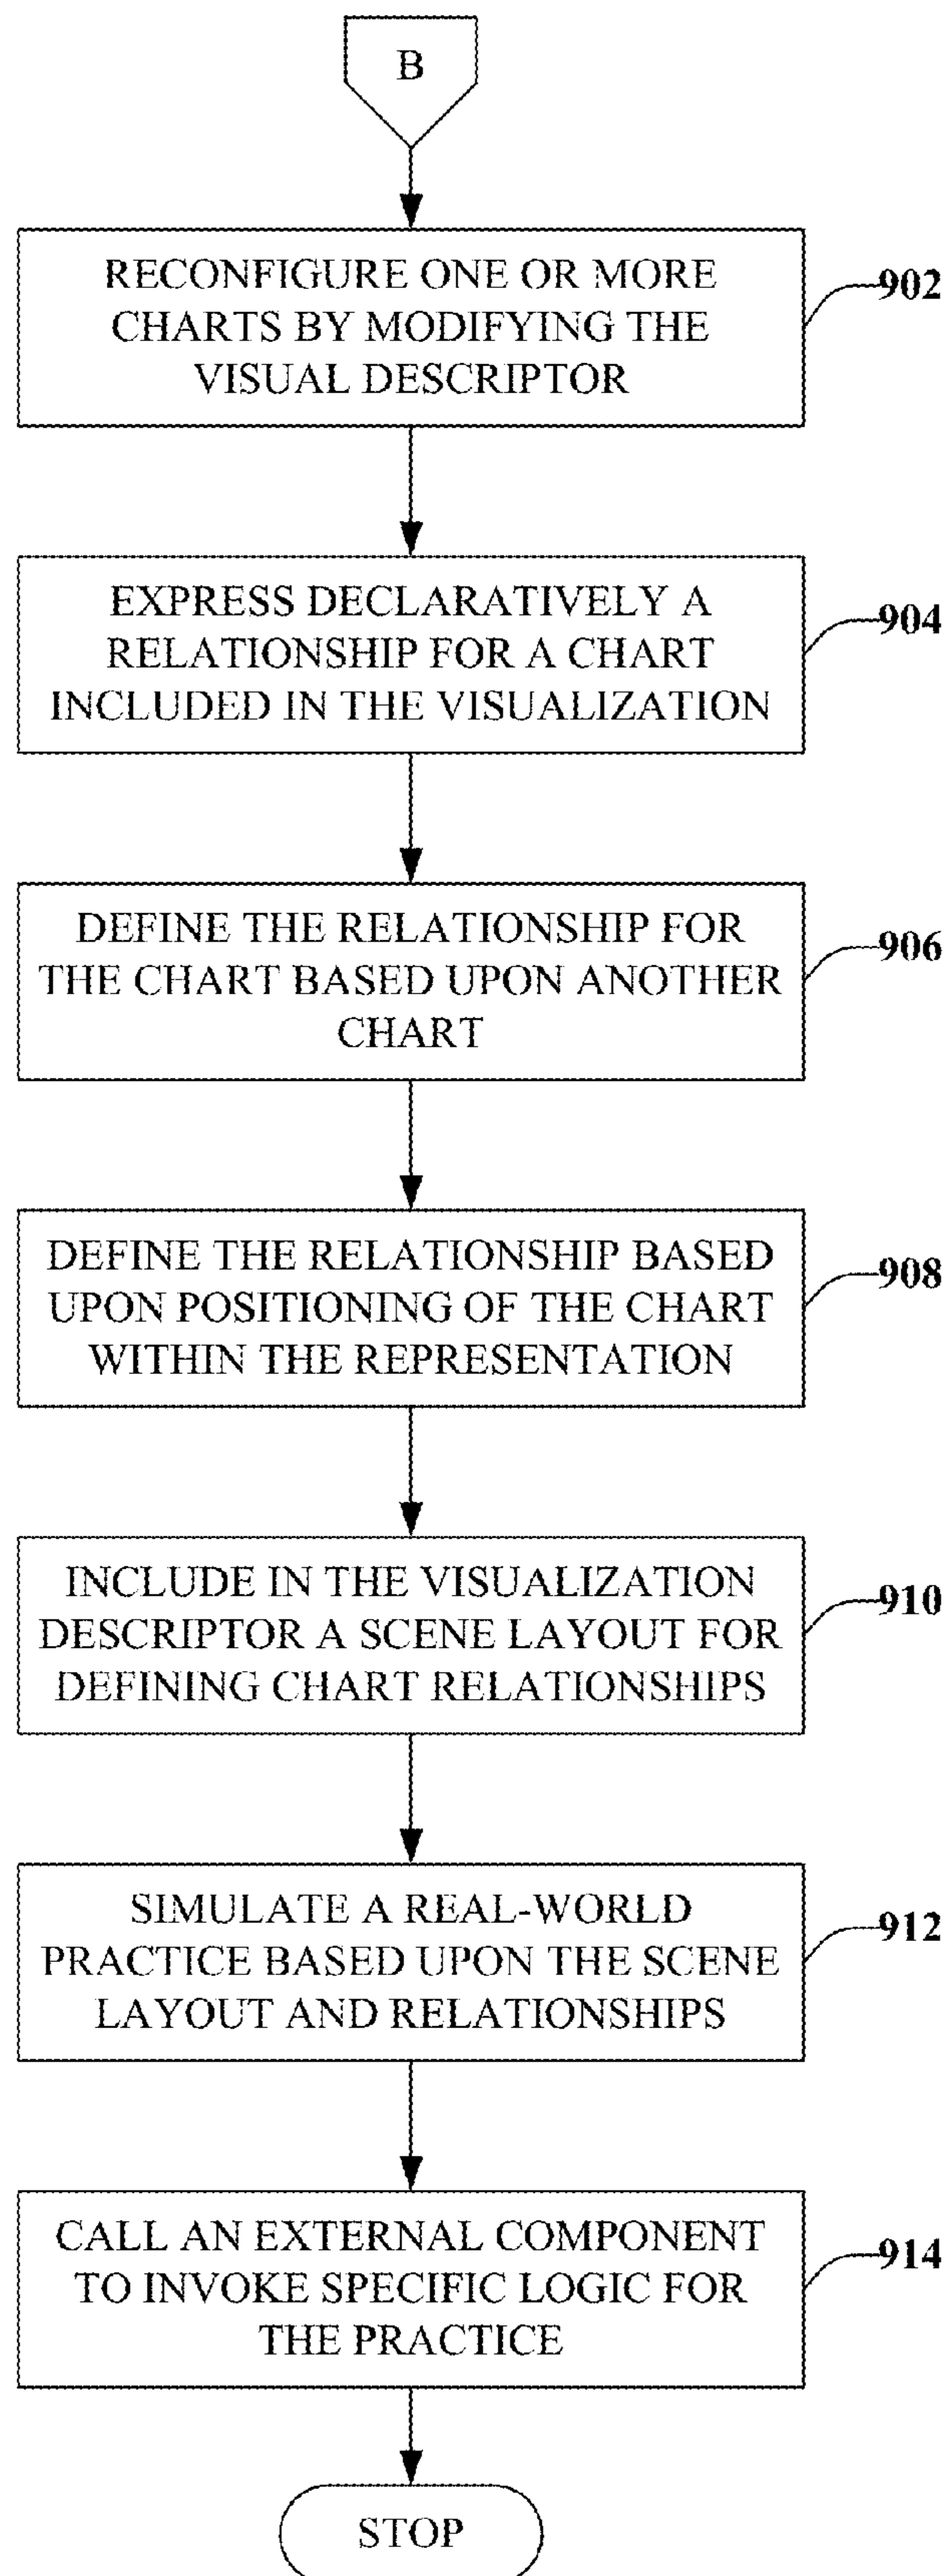 B
RECONFIGURE ONE OR MORE
CHARTS BY MODIFYING THE
VISUAL DESCRIPTOR
902
EXPRESS DECLARATIVELY A
RELATIONSHIP FOR A CHART
INCLUDED IN THE VISUALIZATION
904
DEFINE THE RELATIONSHIP FOR
THE CHART BASED UPON ANOTHER
CHART
906
DEFINE THE RELATIONSHIP BASED
UPON POSITIONING OF THE CHART
WITHIN THE REPRESENTATION
908
INCLUDE IN THE VISUALIZATION
DESCRIPTOR A SCENE LAYOUT FOR
DEFINING CHART RELATIONSHIPS
910
SIMULATE A REAL-WORLD
PRACTICE BASED UPON THE SCENE
LAYOUT AND RELATIONSHIPS
912
CALL AN EXTERNAL COMPONENT
TO INVOKE SPECIFIC LOGIC FOR
THE PRACTICE
914
STOP